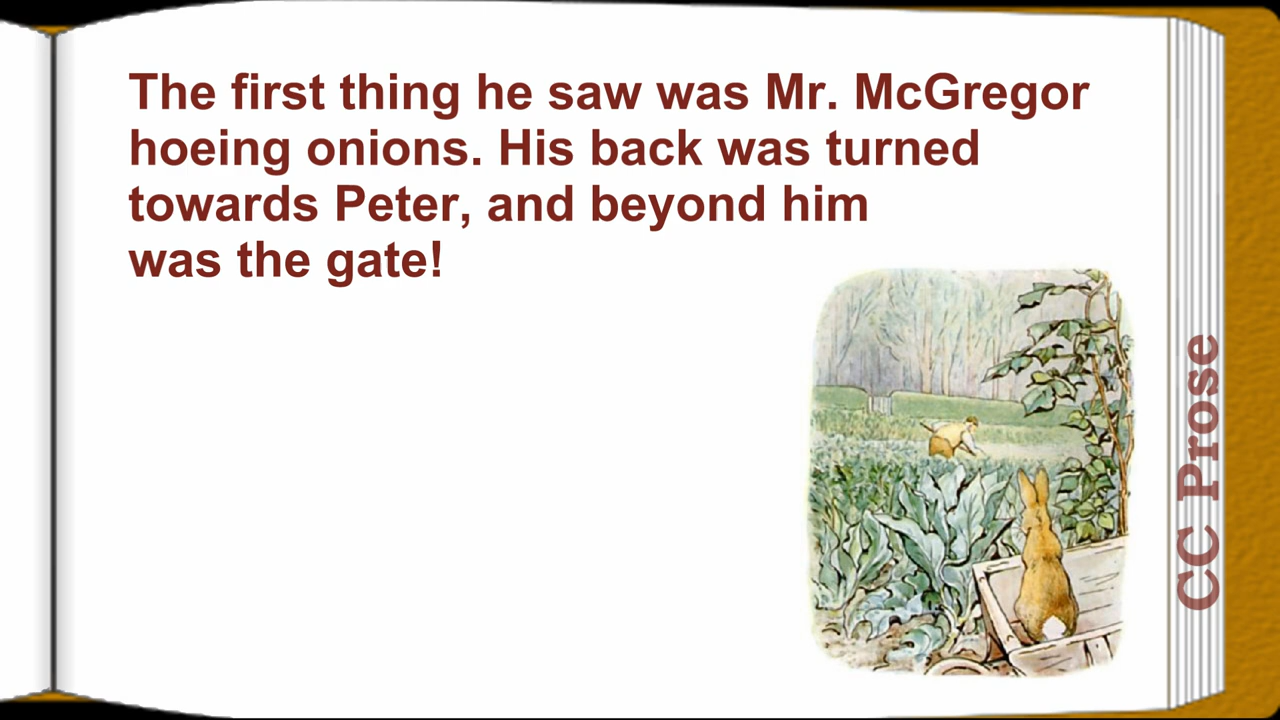 The first thing he saw was Mr. McGregor
hoeing onions. His back was turned
towards Peter, and beyond him
was the gate!
CC Prose